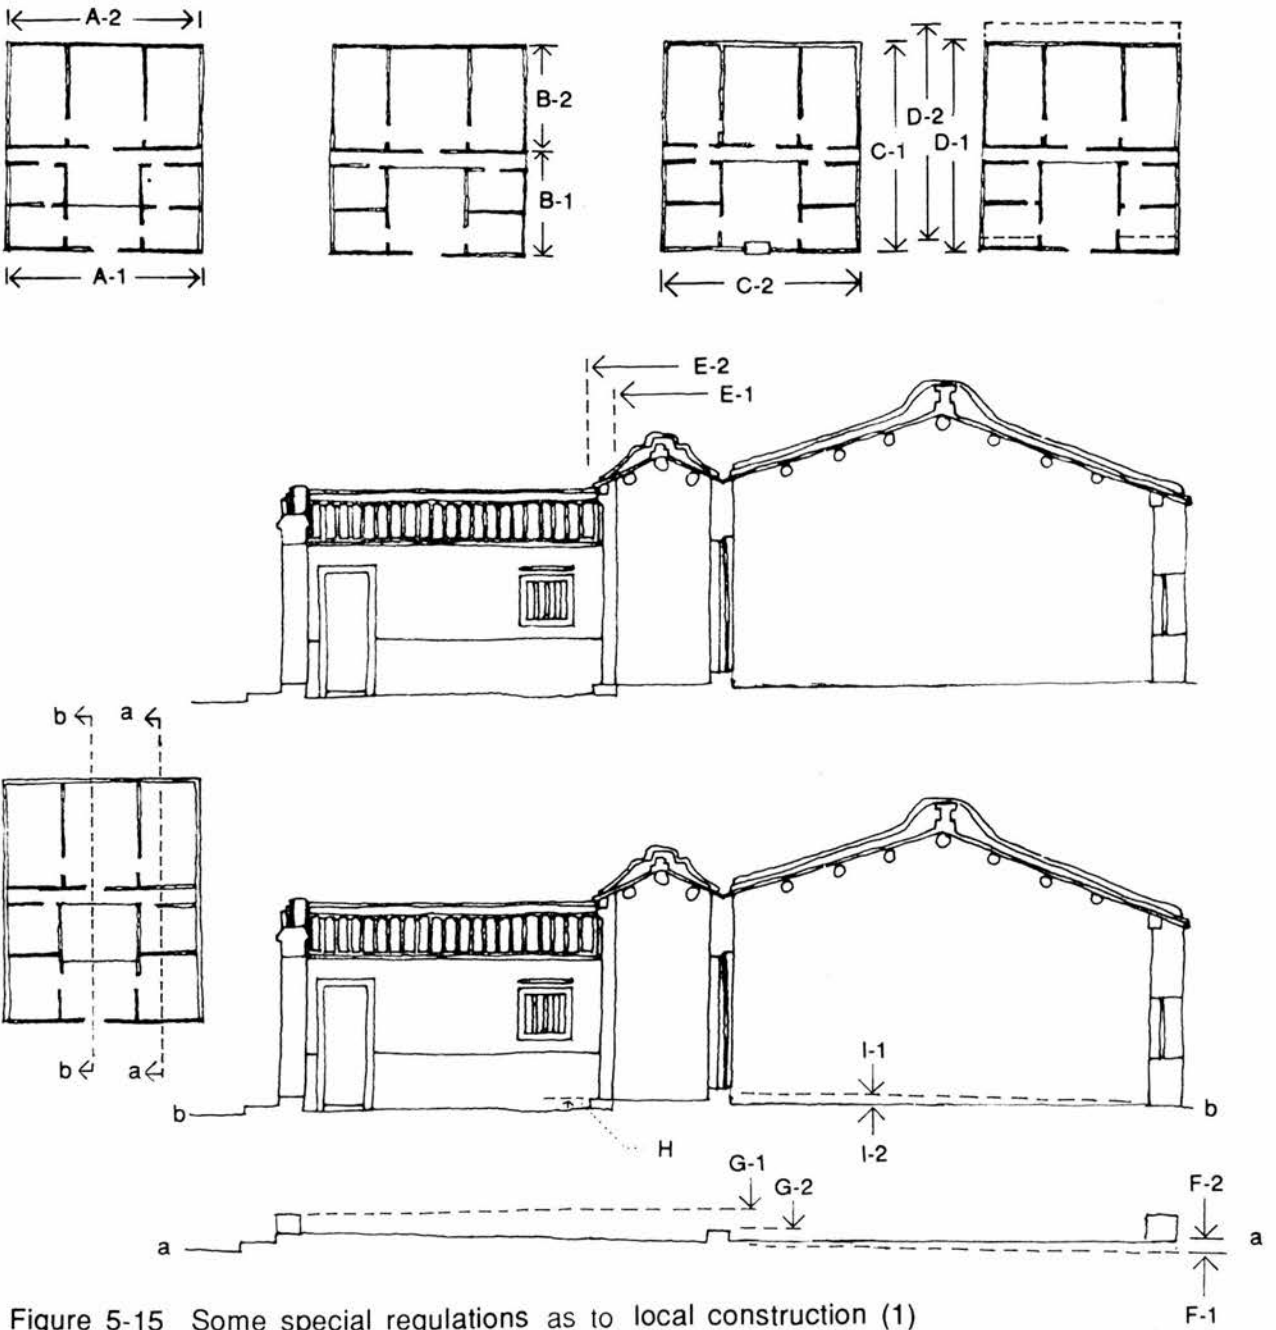 A-2
A-1
B-2
B-1
C-1
C-2
D-2
D-1
E-2
E-1
b a
b a
b b
I-1
I-2
H
G-1
G-2
F-2
a a
F-1
Figure 5-15 Some special regulations as to local construction (1)